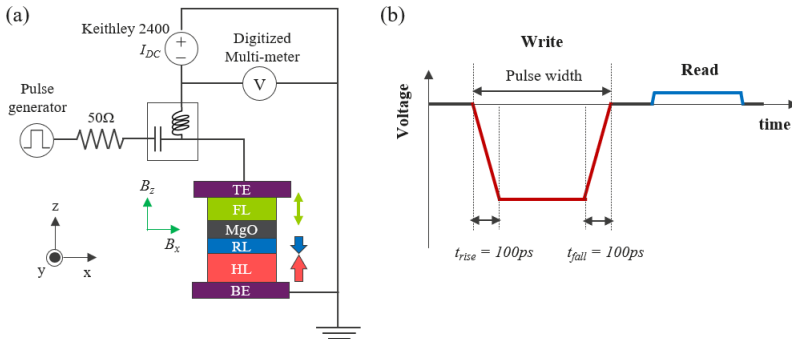 (a)
Keithley 2400
I_DC
Digitized
Multi-meter
V
Pulse
generator
50Ω
TE
FL
MgO
RL
HL
BE
B_z
B_x
z
y
x
(b)
Write
Pulse width
Read
Voltage
time
t_rise = 100ps
t_fall = 100ps